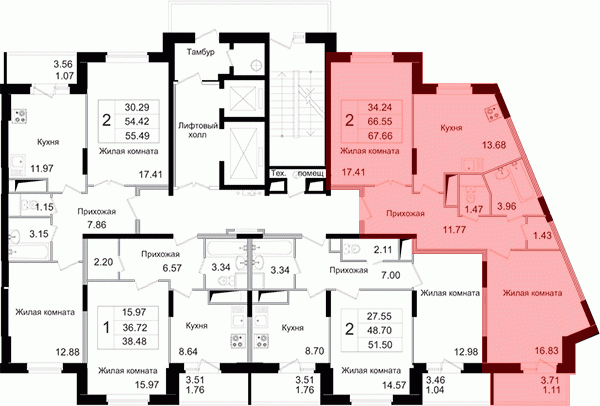 3.56
1.07
2
30.29
54.42
55.49
Кухня
11.97
Жилая комната
17.41
Тамбур
Лифтовый
холл
Тех. помещ.
2
34.24
66.55
67.66
Кухня
13.68
Жилая комната
17.41
1.15
3.15
Прихожая
7.86
Прихожая
11.77
1.47
3.96
1.43
2.20
Прихожая
6.57
3.34
3.34
2.11
Прихожая
7.00
Жилая комната
12.88
1
15.97
36.72
38.48
Жилая комната
15.97
Кухня
8.64
Кухня
8.70
2
27.55
48.70
51.50
Жилая комната
14.57
Жилая комната
12.98
Жилая комната
16.83
3.51
1.76
3.51
1.76
3.46
1.04
3.71
1.11